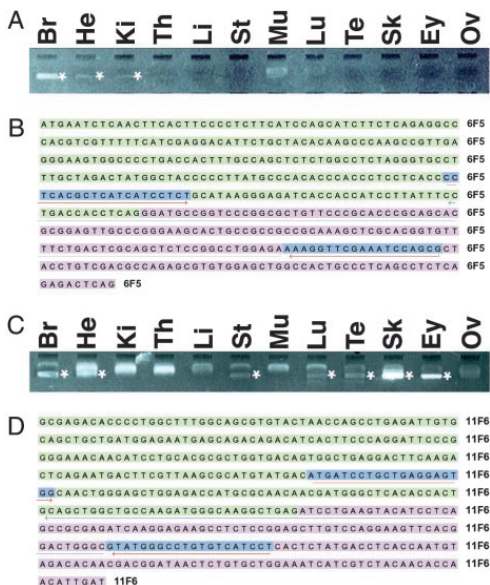 A
Br He Ki Th Li St Mu Lu Te Sk Ey Ov
* * *
B
ATGAATCTCAACTTCACTTCCCCTCTTCATCCAGCATCTTCTCAGAGGCC 6F5
CACGTCGTTTTTCATCGAGGACATTCTGCTACACAAGCCCAAGCCGTTGA 6F5
GGGAAGTGGCCCCTGACCACTTTGCCAGCTCTCTGGCCTCTAGGGTGCCT 6F5
TTGCTAGACTATGGCTACCCCCTTATGCCCACACCCACCCTCCTCACCCC 6F5
TCACGCTCATCATCCTCTGCATAAGGGAGATCACCACCATCCTTATTTCC 6F5
TGACCACCTCAGGGATGCCGGTCCCGGCGCTGTTCCCGCACCCGCAGCAC 6F5
GCGGAGTTGCCCGGGAAGCACTGCCGCCGCCGCAAAGCTCGCACGGTGTT 6F5
TTCTGACTCGCAGCTCTCCGGCCTGGAGAAAAGGTTCGAAATCCAGCGCT 6F5
ACCTGTCGACGCCAGAGCGTGTGGAGCTGGCCACTGCCCTCAGCCTCTCA 6F5
GAGACTCAG 6F5
C
Br He Ki Th Li St Mu Lu Te Sk Ey Ov
* * * * * * *
D
GCGAGACACCCCTGGCTTTGGCAGCGTGTACTAACCAGCCTGAGATTGTG 11F6
CAGCTGCTGATGGAGAATGAGCAGACAGACATCACTTCCCAGGATTCCCG 11F6
GGGAAACAACATCCTGCACGCGCTGGTGACAGTGGCTGAGGACTTCAAGA 11F6
CTCAGAATGACTTCGTTAAGCGCATGTATGACATGATCCTGCTGAGGAGT 11F6
GGCAACTGGGAGCTGGAGACCATGCGCAACAACGATGGGCTCACACCACT 11F6
GCAGCTGGCTGCCAAGATGGGCAAGGCTGAGATCCTGAAGTACATCCTCA 11F6
GCCGCGAGATCAAGGAGAAGCCTCTCCGGAGCTTGTCCAGGAAGTTCACG 11F6
GACTGGGCGTATGGGCCTGTGTCATCCTCACTCTATGACCTCACCAATGT 11F6
AGACACAACGACGGATAACTCTGTGCTGGAAATCATCGTCTACAACACCA 11F6
ACATTGAT 11F6